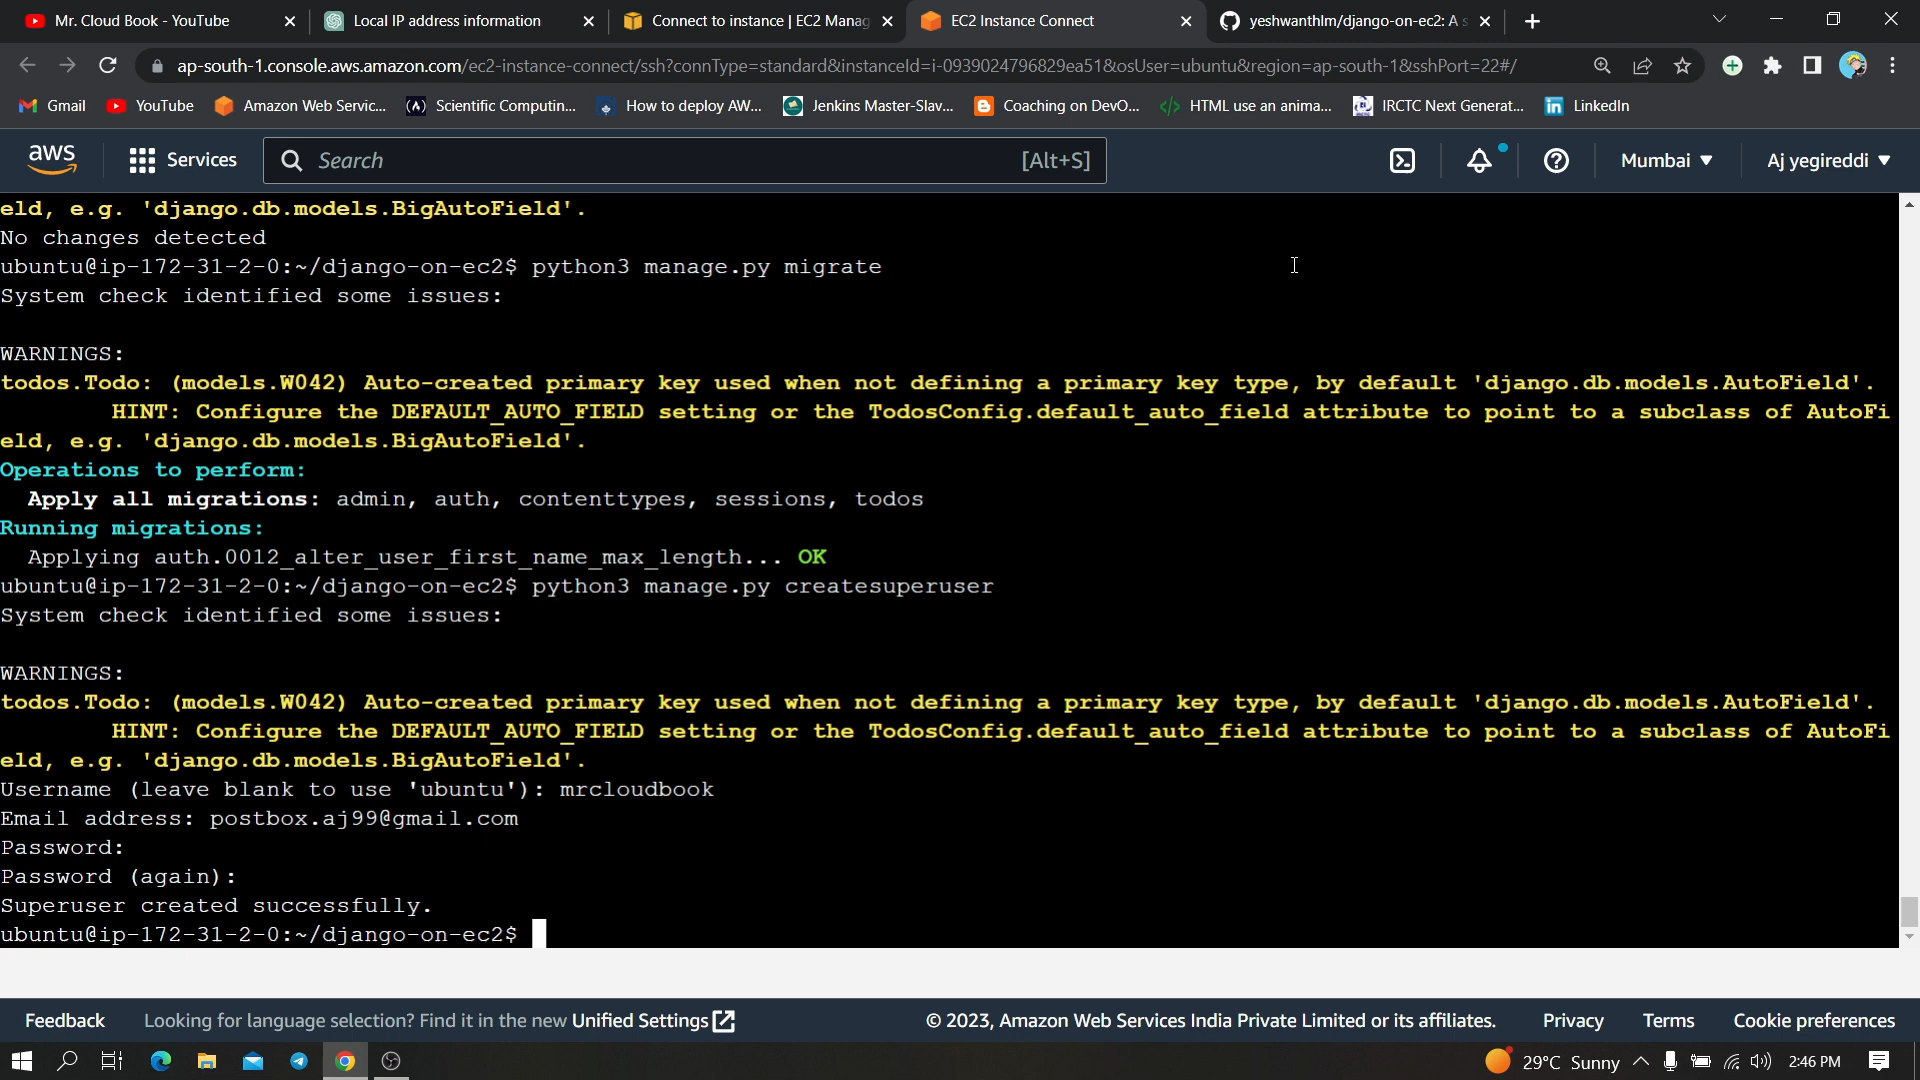 Mr. Cloud Book - YouTube
Local IP address information
Connect to instance | EC2 Manag
EC2 Instance Connect
yeshwanthlm/django-on-ec2: A s
ap-south-1.console.aws.amazon.com/ec2-instance-connect/ssh?connType=standard&instanceId=i-0939024796829ea51&osUser=ubuntu&region=ap-south-1&sshPort=22#/
Gmail
YouTube
Amazon Web Servic...
Scientific Computin...
How to deploy AW...
Jenkins Master-Slav...
Coaching on DevO...
HTML use an anima...
IRCTC Next Generat...
LinkedIn
aws
Services
Search
[Alt+S]
Mumbai
Aj yegireddi
eld, e.g. 'django.db.models.BigAutoField'.
No changes detected
ubuntu@ip-172-31-2-0:~/django-on-ec2$ python3 manage.py migrate
System check identified some issues:
WARNINGS:
todos.Todo: (models.W042) Auto-created primary key used when not defining a primary key type, by default 'django.db.models.AutoField'.
HINT: Configure the DEFAULT_AUTO_FIELD setting or the TodosConfig.default_auto_field attribute to point to a subclass of AutoFi
eld, e.g. 'django.db.models.BigAutoField'.
Operations to perform:
Apply all migrations: admin, auth, contenttypes, sessions, todos
Running migrations:
Applying auth.0012_alter_user_first_name_max_length... OK
ubuntu@ip-172-31-2-0:~/django-on-ec2$ python3 manage.py createsuperuser
System check identified some issues:
WARNINGS:
todos.Todo: (models.W042) Auto-created primary key used when not defining a primary key type, by default 'django.db.models.AutoField'.
HINT: Configure the DEFAULT_AUTO_FIELD setting or the TodosConfig.default_auto_field attribute to point to a subclass of AutoFi
eld, e.g. 'django.db.models.BigAutoField'.
Username (leave blank to use 'ubuntu'): mrcloudbook
Email address: postbox.aj99@gmail.com
Password:
Password (again):
Superuser created successfully.
ubuntu@ip-172-31-2-0:~/django-on-ec2$
Feedback
Looking for language selection? Find it in the new Unified Settings
© 2023, Amazon Web Services India Private Limited or its affiliates.
Privacy
Terms
Cookie preferences
29°C Sunny
2:46 PM